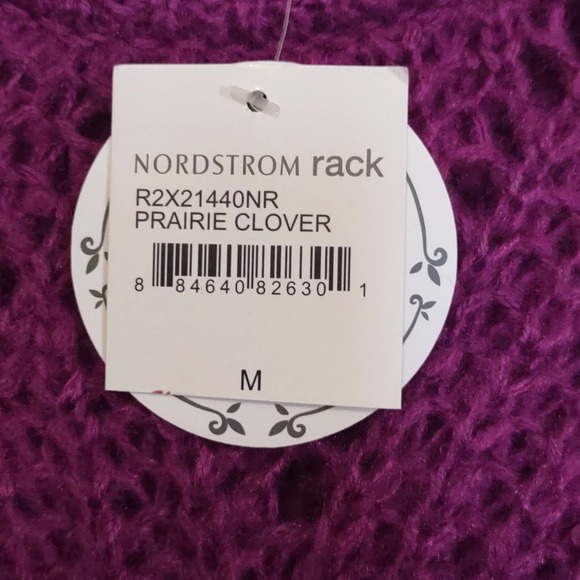 NORDSTROM rack
R2X21440NR
PRAIRIE CLOVER
8 84640 82630 1
M